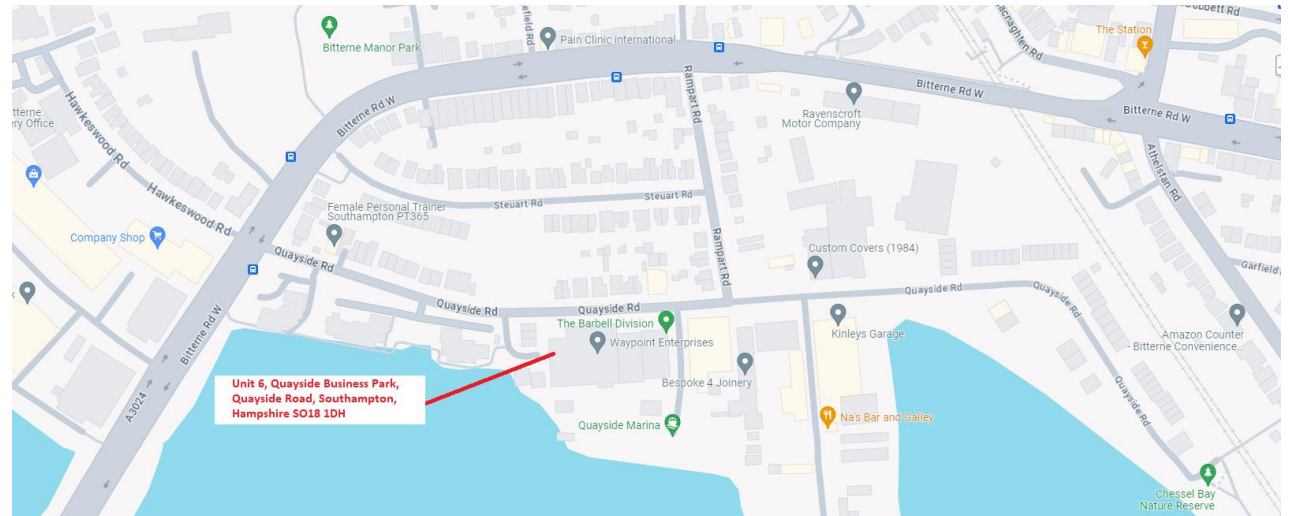 Bitterne Manor Park
Pain Clinic international
The Station
Macnaghten Rd
Hawkeswood Rd
Bitterne Rd W
Rampart Rd
Ravenscroft
Motor Company
Bitterne Rd W
Bitterne Rd W
Athelstan Rd
Steuart Rd
Steuart Rd
Female Personal Trainer
Southampton PT365
Hawkeswood Rd
Company Shop
Rampart Rd
Custom Covers (1984)
Quayside Rd
Quayside Rd
Quayside Rd
Quayside Rd
Quayside Rd
The Barbell Division
Waypoint Enterprises
Kinleys Garage
Amazon Counter
- Bitterne Convenience...
Bitterne Rd W
Bespoke 4 Joinery
Unit 6, Quayside Business Park,
Quayside Road, Southampton,
Hampshire SO18 1DH
Quayside Rd
A3024
Na's Bar and Galley
Quayside Marina
Chessel Bay
Nature Reserve